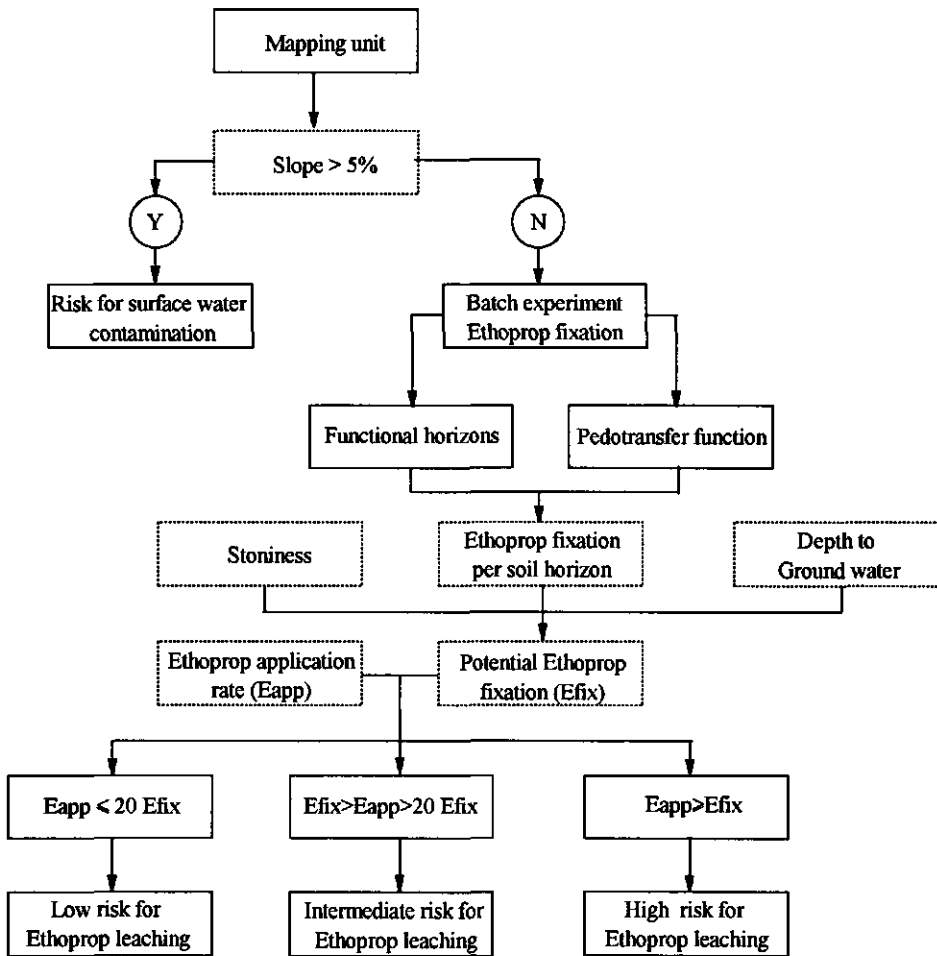 Mapping unit
Slope > 5%
Y
N
Risk for surface water
contamination
Batch experiment
Ethoprop fixation
Functional horizons
Pedotransfer function
Stoniness
Ethoprop fixation
per soil horizon
Depth to
Ground water
Ethoprop application
rate (Eapp)
Potential Ethoprop
fixation (Efix)
Eapp ⩽ 20 Efix
Efix>Eapp>20 Efix
Eapp⩾Efix
Low risk for
Ethoprop leaching
Intermediate risk for
Ethoprop leaching
High risk for
Ethoprop leaching